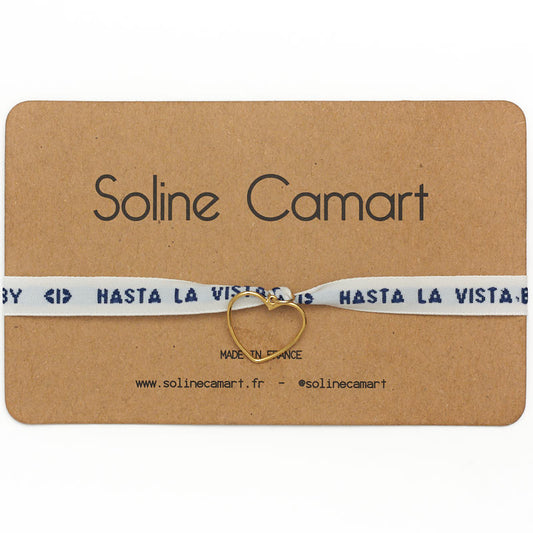 Soline Camart
BY <I> HASTA LA VISTA HASTA LA VISTA,B
MADE IN FRANCE
www.solinecamart.fr - @solinecamart